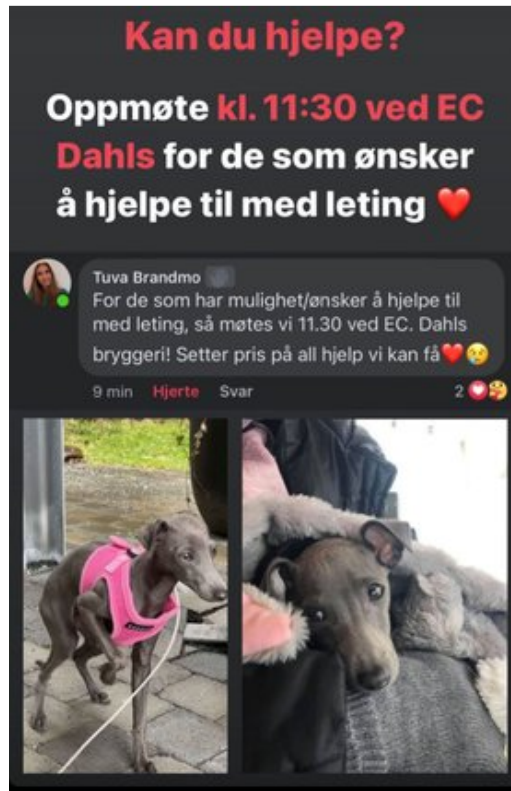 Kan du hjelpe?
Oppmøte kl. 11:30 ved EC
Dahls for de som ønsker
å hjelpe til med leting ❤️
Tuva Brandmo
For de som har mulighet/ønsker å hjelpe til
med leting, så møtes vi 11.30 ved EC. Dahls
bryggeri! Setter pris på all hjelp vi kan få❤️😢
9 min Hjerte Svar 2